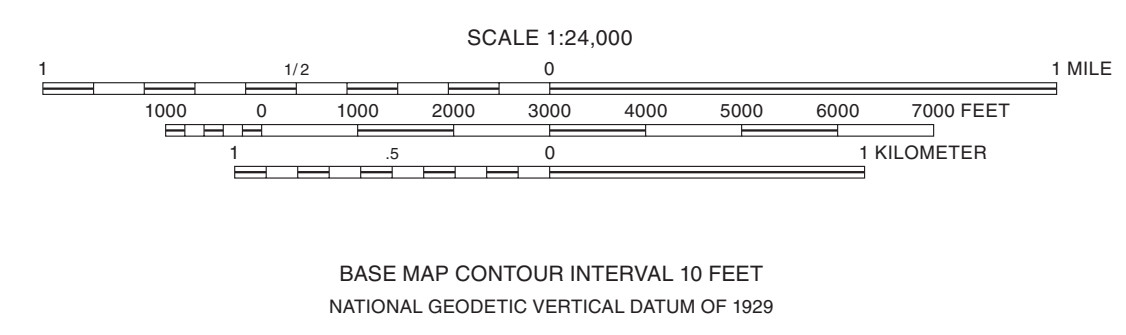 SCALE 1:24,000
1 1/2 0 1 MILE
1000 0 1000 2000 3000 4000 5000 6000 7000 FEET
1 .5 0 1 KILOMETER
BASE MAP CONTOUR INTERVAL 10 FEET
NATIONAL GEODETIC VERTICAL DATUM OF 1929